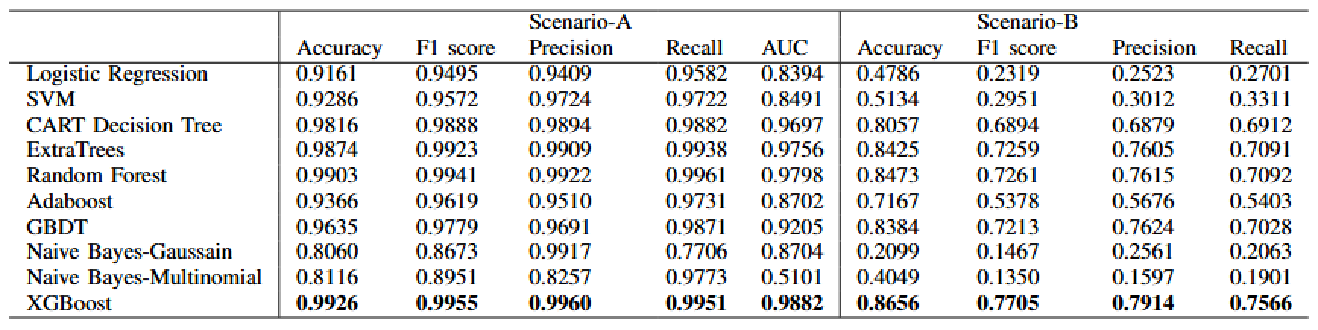 Scenario-A Scenario-B
Accuracy F1 score Precision Recall AUC Accuracy F1 score Precision Recall
Logistic Regression 0.9161 0.9495 0.9409 0.9582 0.8394 0.4786 0.2319 0.2523 0.2701
SVM 0.9286 0.9572 0.9724 0.9722 0.8491 0.5134 0.2951 0.3012 0.3311
CART Decision Tree 0.9816 0.9888 0.9894 0.9882 0.9697 0.8057 0.6894 0.6879 0.6912
ExtraTrees 0.9874 0.9923 0.9909 0.9938 0.9756 0.8425 0.7259 0.7605 0.7091
Random Forest 0.9903 0.9941 0.9922 0.9961 0.9798 0.8473 0.7261 0.7615 0.7092
Adaboost 0.9366 0.9619 0.9510 0.9731 0.8702 0.7167 0.5378 0.5676 0.5403
GBDT 0.9635 0.9779 0.9691 0.9871 0.9205 0.8384 0.7213 0.7624 0.7028
Naive Bayes-Gaussain 0.8060 0.8673 0.9917 0.7706 0.8704 0.2099 0.1467 0.2561 0.2063
Naive Bayes-Multinomial 0.8116 0.8951 0.8257 0.9773 0.5101 0.4049 0.1350 0.1597 0.1901
XGBoost 0.9926 0.9955 0.9960 0.9951 0.9882 0.8656 0.7705 0.7914 0.7566